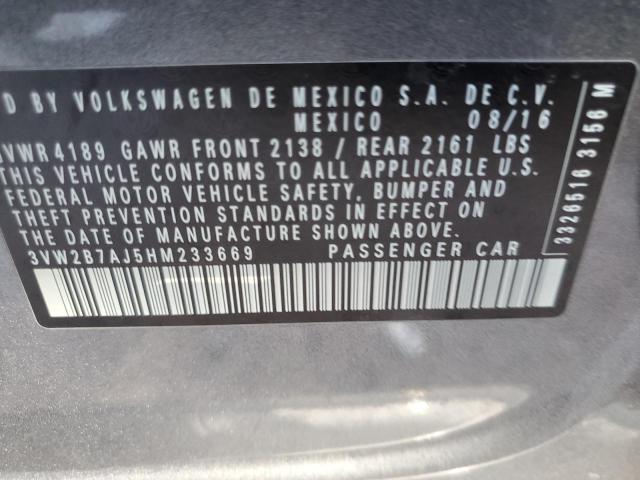 D BY VOLKSWAGEN DE MEXICO S.A. DE C.V.
MEXICO 08/16
VWR 4189 GAWR FRONT 2138 / REAR 2161 LBS
THIS VEHICLE CONFORMS TO ALL APPLICABLE U.S.
FEDERAL MOTOR VEHICLE SAFETY, BUMPER AND
THEFT PREVENTION STANDARDS IN EFFECT ON
THE DATE OF MANUFACTURE SHOWN ABOVE.
3VW2B7AJ5HM233669 PASSENGER CAR
3326516 3156 M